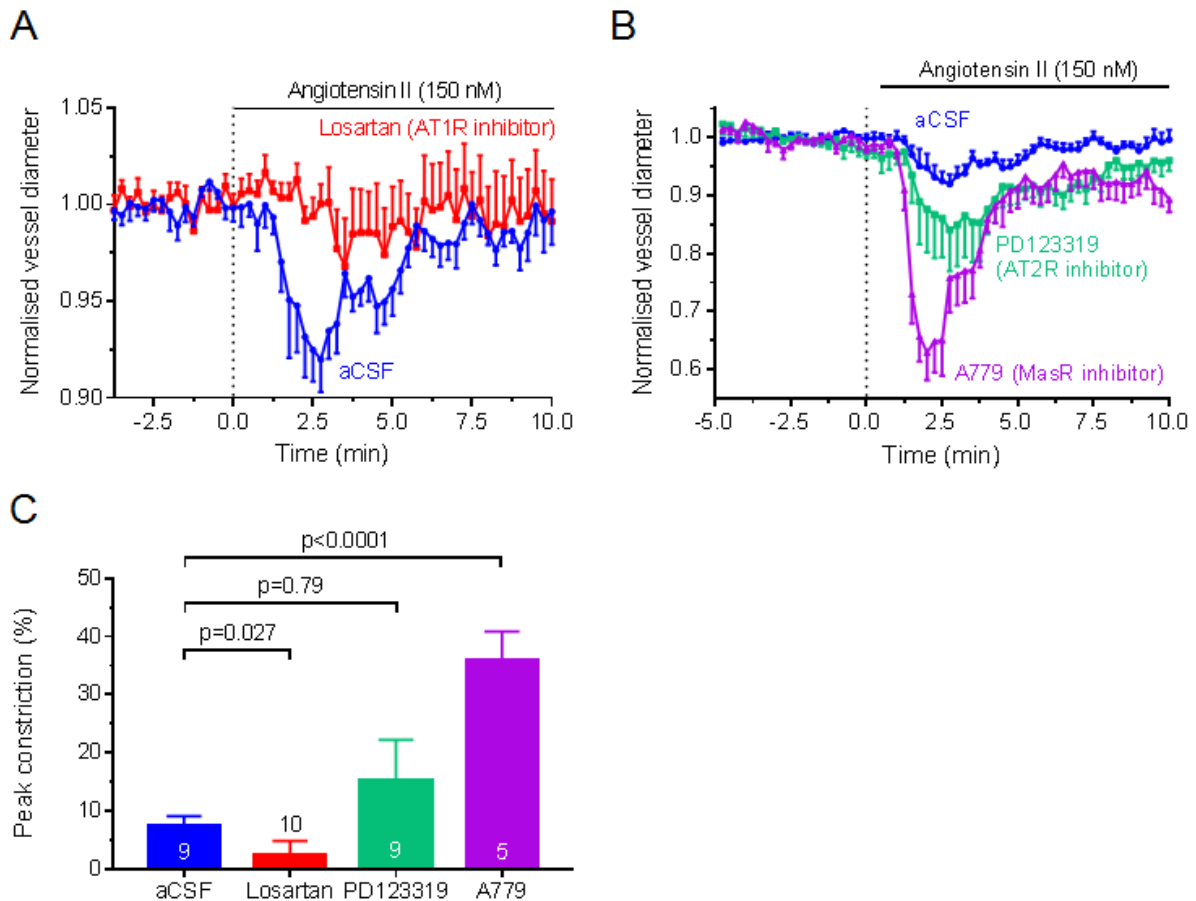 A
Angiotensin II (150 nM)
1.05
Losartan (AT1R inhibitor)
1.00
0.95
aCSF
0.90
Normalised vessel diameter
-2.5 0.0 2.5 5.0 7.5 10.0
Time (min)
B
Angiotensin II (150 nM)
aCSF
1.0
0.9
PD123319
(AT2R inhibitor)
0.8
0.7
A779 (MasR inhibitor)
0.6
Normalised vessel diameter
-5.0 -2.5 0.0 2.5 5.0 7.5 10.0
Time (min)
C
p<0.0001
p=0.79
p=0.027
50
40
30
20
10
0
Peak constriction (%)
9 10 9 5
aCSF Losartan PD123319 A779